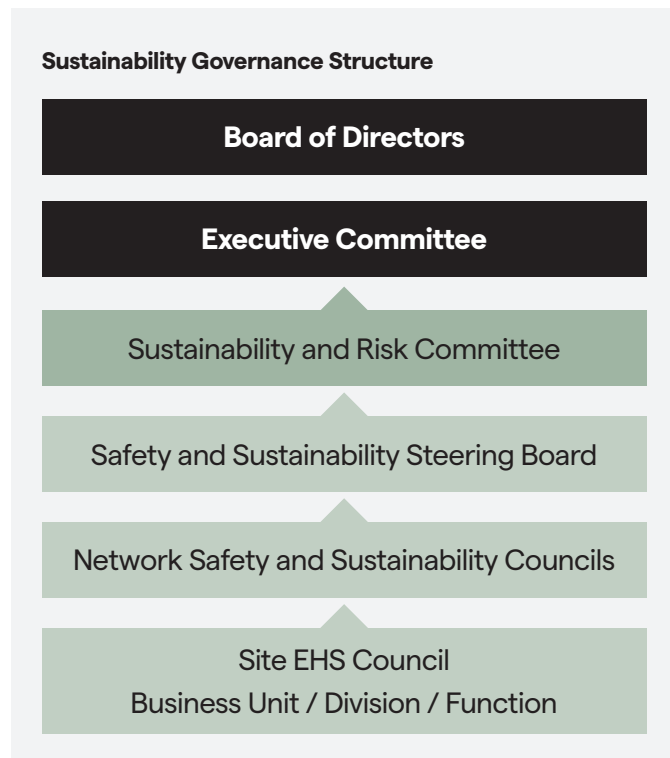 Sustainability Governance Structure
Board of Directors
Executive Committee
Sustainability and Risk Committee
Safety and Sustainability Steering Board
Network Safety and Sustainability Councils
Site EHS Council
Business Unit / Division / Function